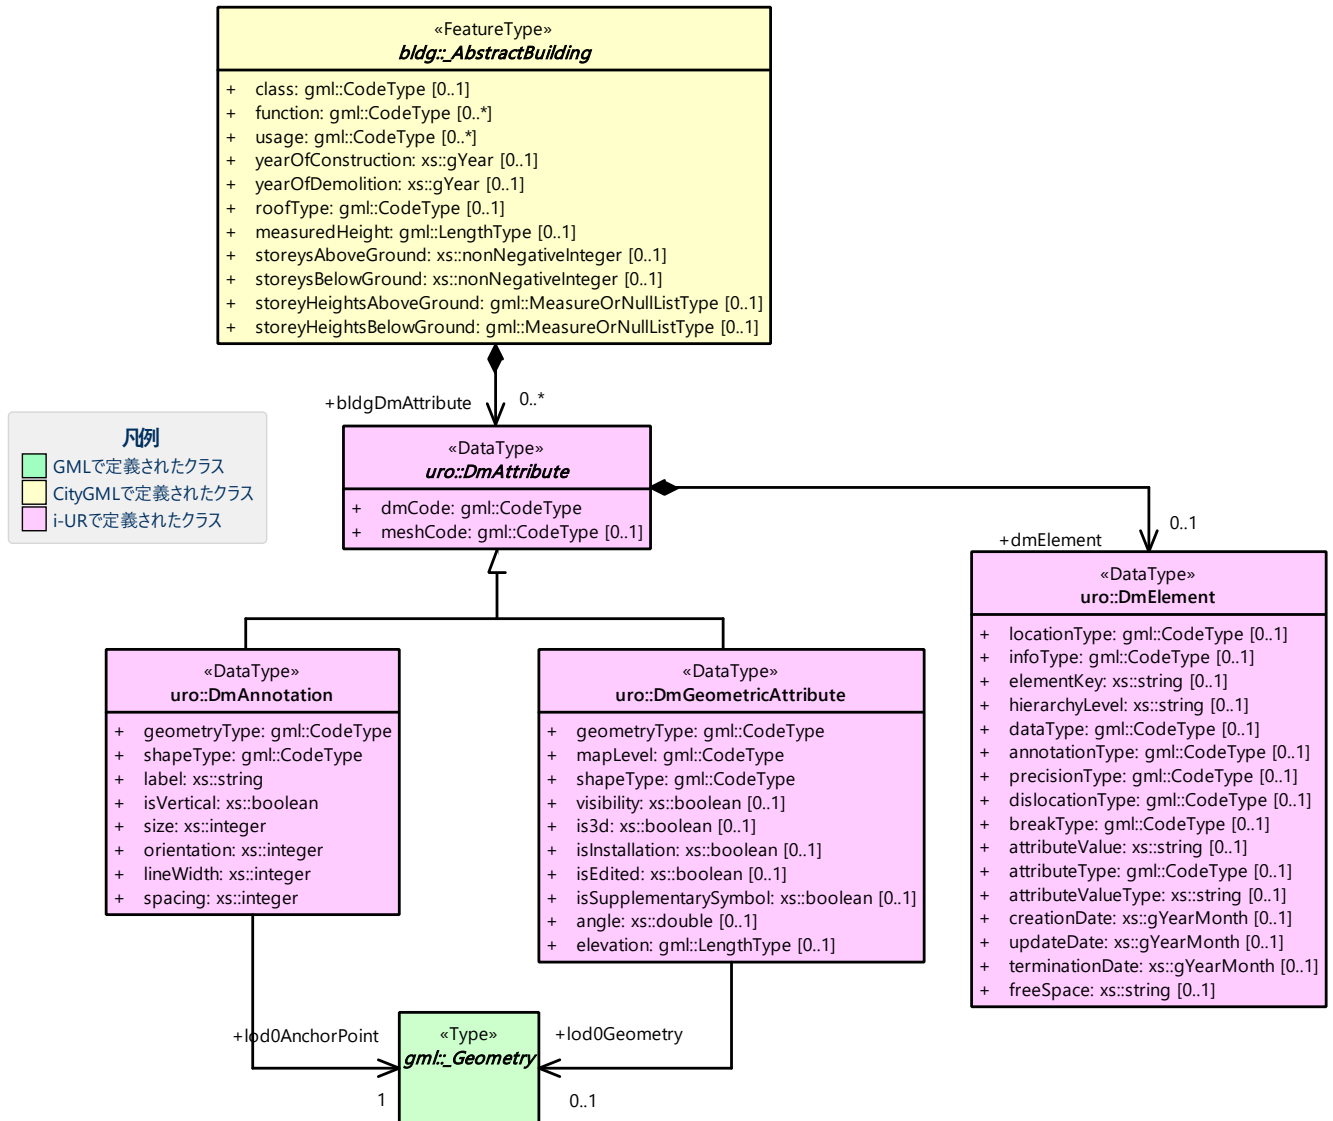 «FeatureType»
bldg::_AbstractBuilding
+ class: gml::CodeType [0..1]
+ function: gml::CodeType [0..*]
+ usage: gml::CodeType [0..*]
+ yearOfConstruction: xs::gYear [0..1]
+ yearOfDemolition: xs::gYear [0..1]
+ roofType: gml::CodeType [0..1]
+ measuredHeight: gml::LengthType [0..1]
+ storeysAboveGround: xs::nonNegativeInteger [0..1]
+ storeysBelowGround: xs::nonNegativeInteger [0..1]
+ storeyHeightsAboveGround: gml::MeasureOrNullListType [0..1]
+ storeyHeightsBelowGround: gml::MeasureOrNullListType [0..1]
+bldgDmAttribute
0..*
凡例
GMLで定義されたクラス
CityGMLで定義されたクラス
i-URで定義されたクラス
«DataType»
uro::DmAttribute
+ dmCode: gml::CodeType
+ meshCode: gml::CodeType [0..1]
+dmElement
0..1
«DataType»
uro::DmElement
+ locationType: gml::CodeType [0..1]
+ infoType: gml::CodeType [0..1]
+ elementKey: xs::string [0..1]
+ hierarchyLevel: xs::string [0..1]
+ dataType: gml::CodeType [0..1]
+ annotationType: gml::CodeType [0..1]
+ precisionType: gml::CodeType [0..1]
+ dislocationType: gml::CodeType [0..1]
+ breakType: gml::CodeType [0..1]
+ attributeValue: xs::string [0..1]
+ attributeType: gml::CodeType [0..1]
+ attributeValueType: xs::string [0..1]
+ creationDate: xs::gYearMonth [0..1]
+ updateDate: xs::gYearMonth [0..1]
+ terminationDate: xs::gYearMonth [0..1]
+ freeSpace: xs::string [0..1]
«DataType»
uro::DmAnnotation
+ geometryType: gml::CodeType
+ shapeType: gml::CodeType
+ label: xs::string
+ isVertical: xs::boolean
+ size: xs::integer
+ orientation: xs::integer
+ lineWidth: xs::integer
+ spacing: xs::integer
«DataType»
uro::DmGeometricAttribute
+ geometryType: gml::CodeType
+ mapLevel: gml::CodeType
+ shapeType: gml::CodeType
+ visibility: xs::boolean [0..1]
+ is3d: xs::boolean [0..1]
+ isInstallation: xs::boolean [0..1]
+ isEdited: xs::boolean [0..1]
+ isSupplementarySymbol: xs::boolean [0..1]
+ angle: xs::double [0..1]
+ elevation: gml::LengthType [0..1]
+lod0AnchorPoint
1
«Type»
gml::_Geometry
+lod0Geometry
0..1